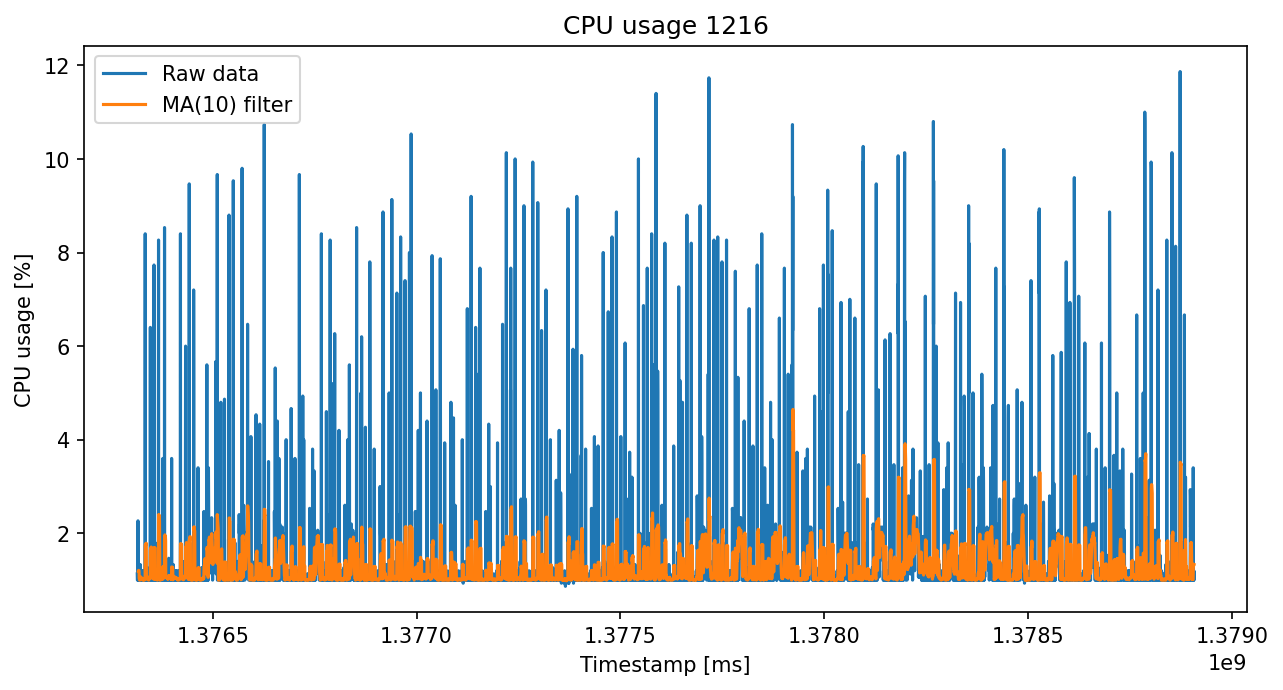 CPU usage 1216
Raw data
MA(10) filter
12
10
8
6
4
2
CPU usage [%]
1.3765
1.3770
1.3775
1.3780
1.3785
1.3790
1e9
Timestamp [ms]